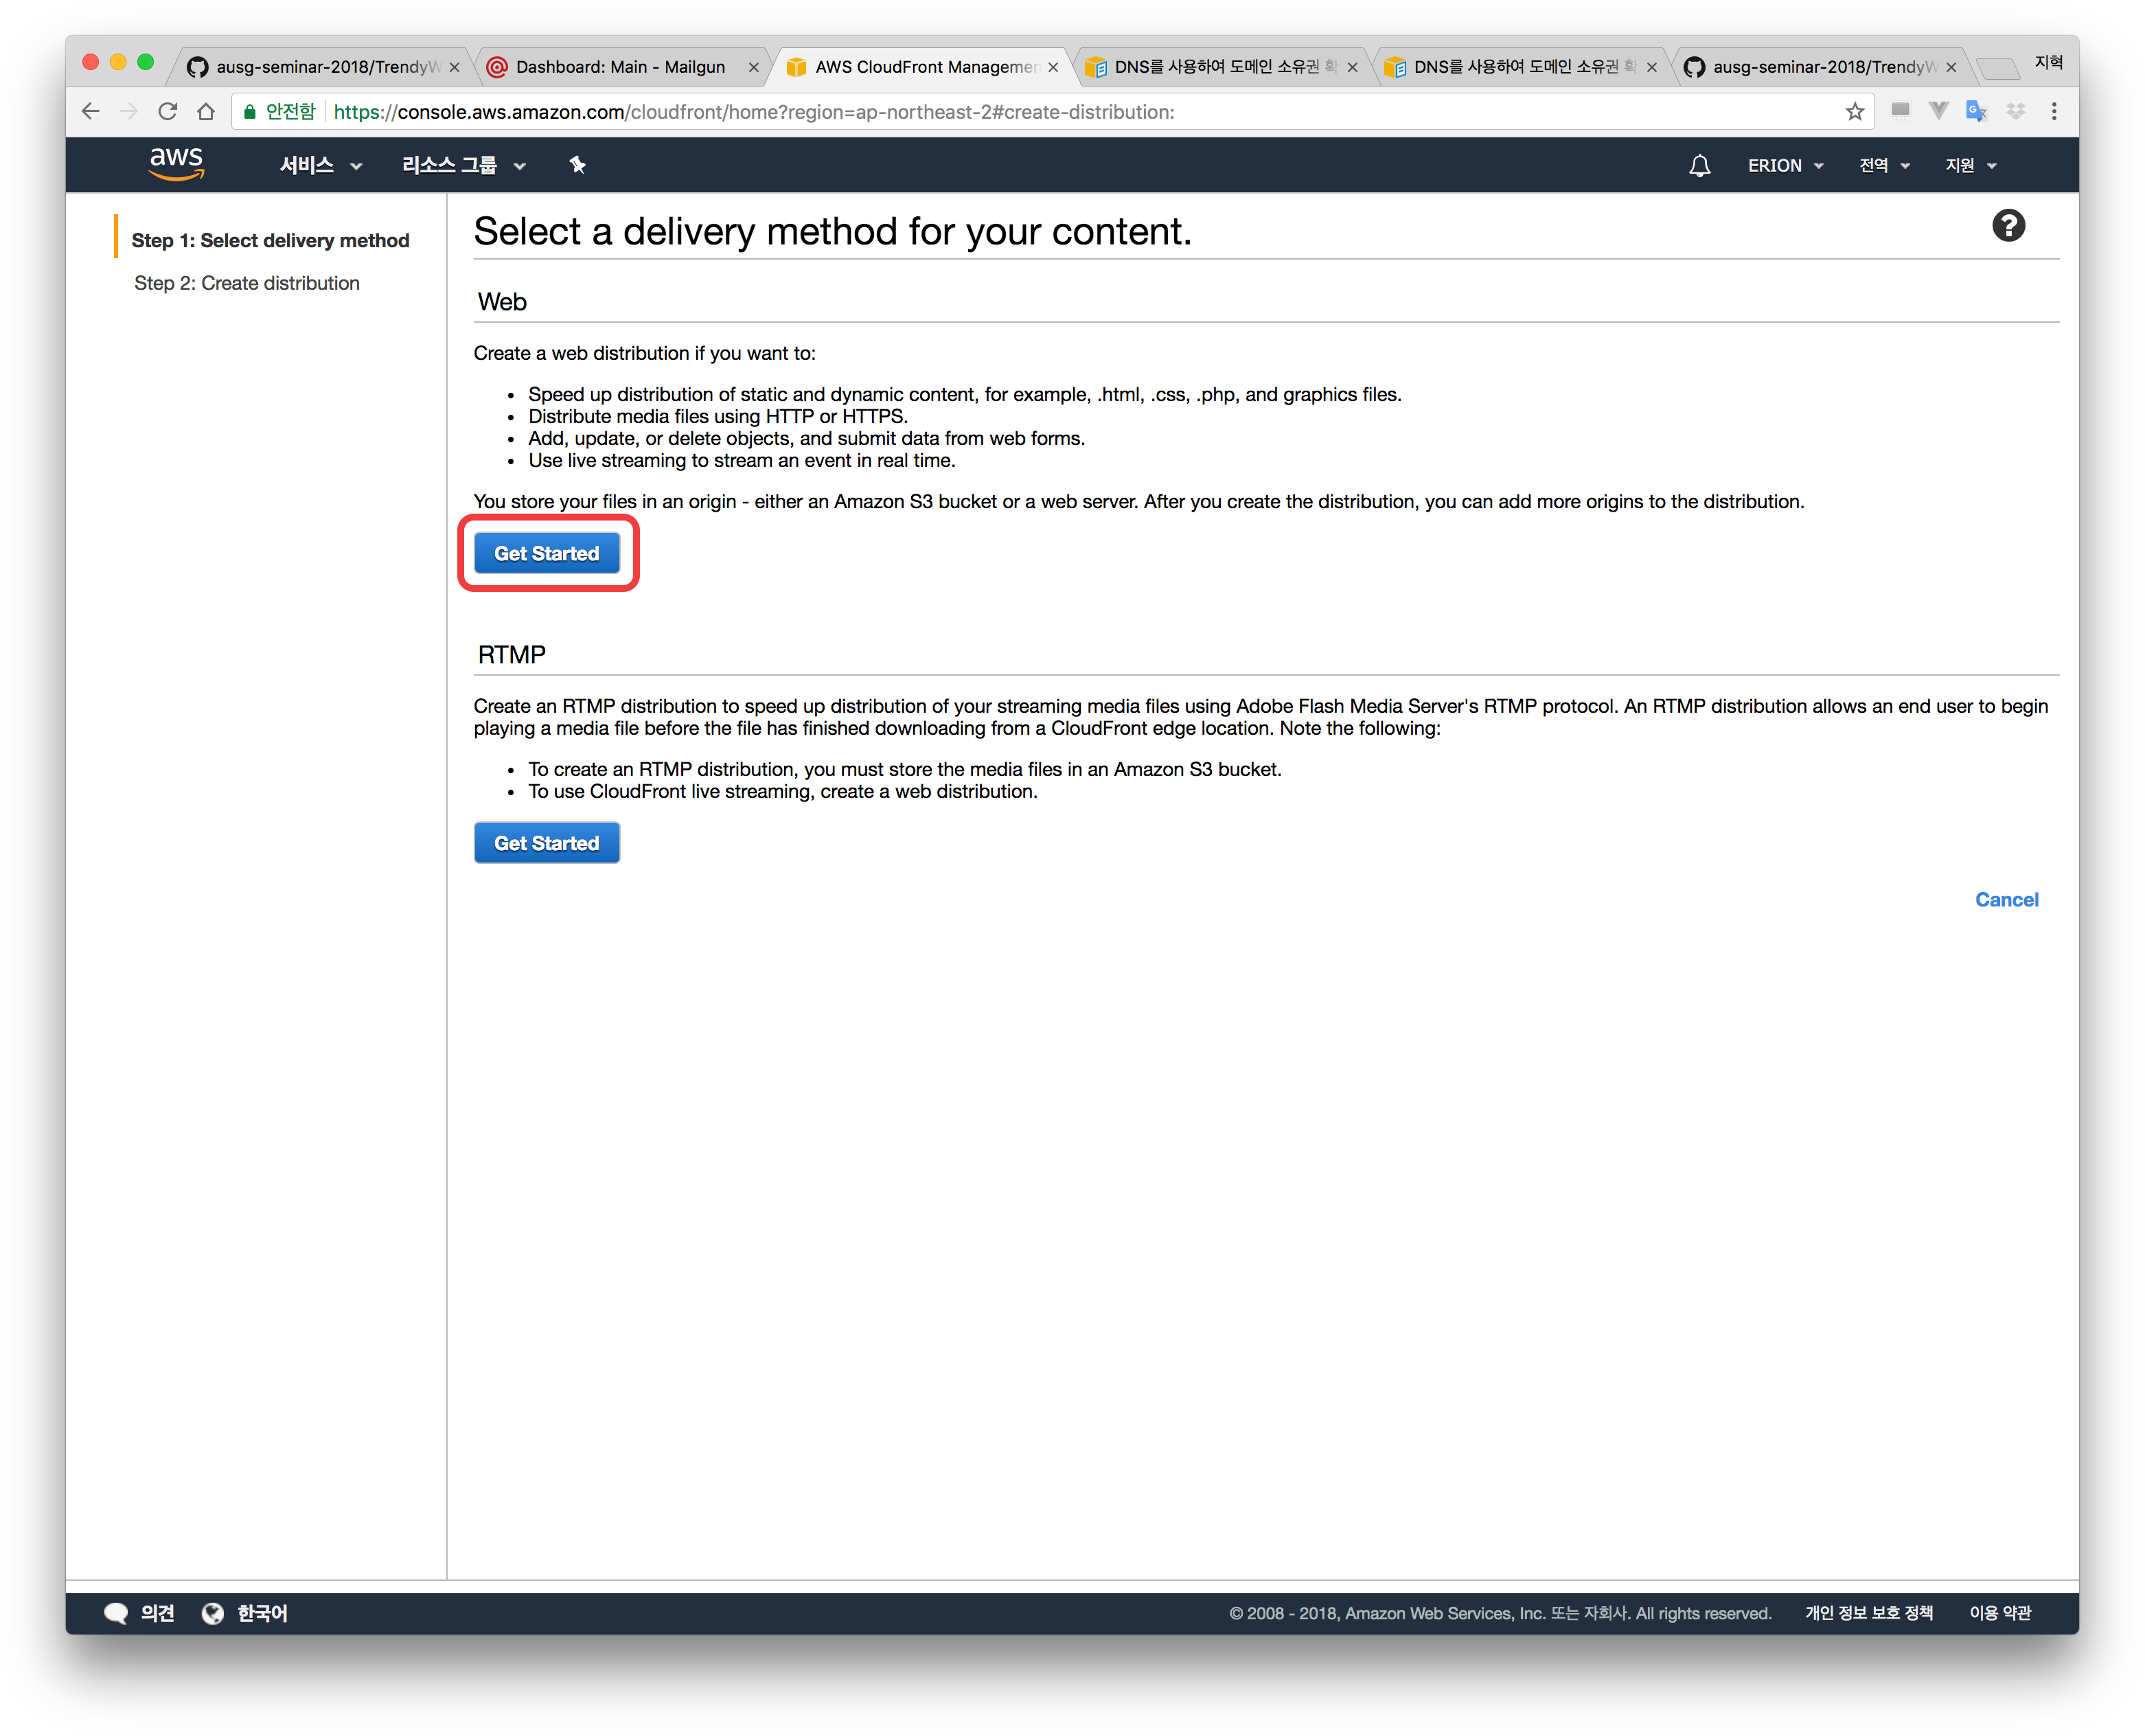 ausg-seminar-2018/TrendyW
Dashboard: Main - Mailgun
AWS CloudFront Managemen
DNS를 사용하여 도메인 소유권 확
DNS를 사용하여 도메인 소유권 확
ausg-seminar-2018/TrendyW
지혁
안전함
https://console.aws.amazon.com/cloudfront/home?region=ap-northeast-2#create-distribution:
aws
서비스
리소스 그룹
ERION
전역
지원
Step 1: Select delivery method
Step 2: Create distribution
Select a delivery method for your content.
?
Web
Create a web distribution if you want to:
• Speed up distribution of static and dynamic content, for example, .html, .css, .php, and graphics files.
• Distribute media files using HTTP or HTTPS.
• Add, update, or delete objects, and submit data from web forms.
• Use live streaming to stream an event in real time.
You store your files in an origin - either an Amazon S3 bucket or a web server. After you create the distribution, you can add more origins to the distribution.
Get Started
RTMP
Create an RTMP distribution to speed up distribution of your streaming media files using Adobe Flash Media Server's RTMP protocol. An RTMP distribution allows an end user to begin
playing a media file before the file has finished downloading from a CloudFront edge location. Note the following:
• To create an RTMP distribution, you must store the media files in an Amazon S3 bucket.
• To use CloudFront live streaming, create a web distribution.
Get Started
Cancel
의견
한국어
© 2008 - 2018, Amazon Web Services, Inc. 또는 자회사. All rights reserved.
개인 정보 보호 정책
이용 약관